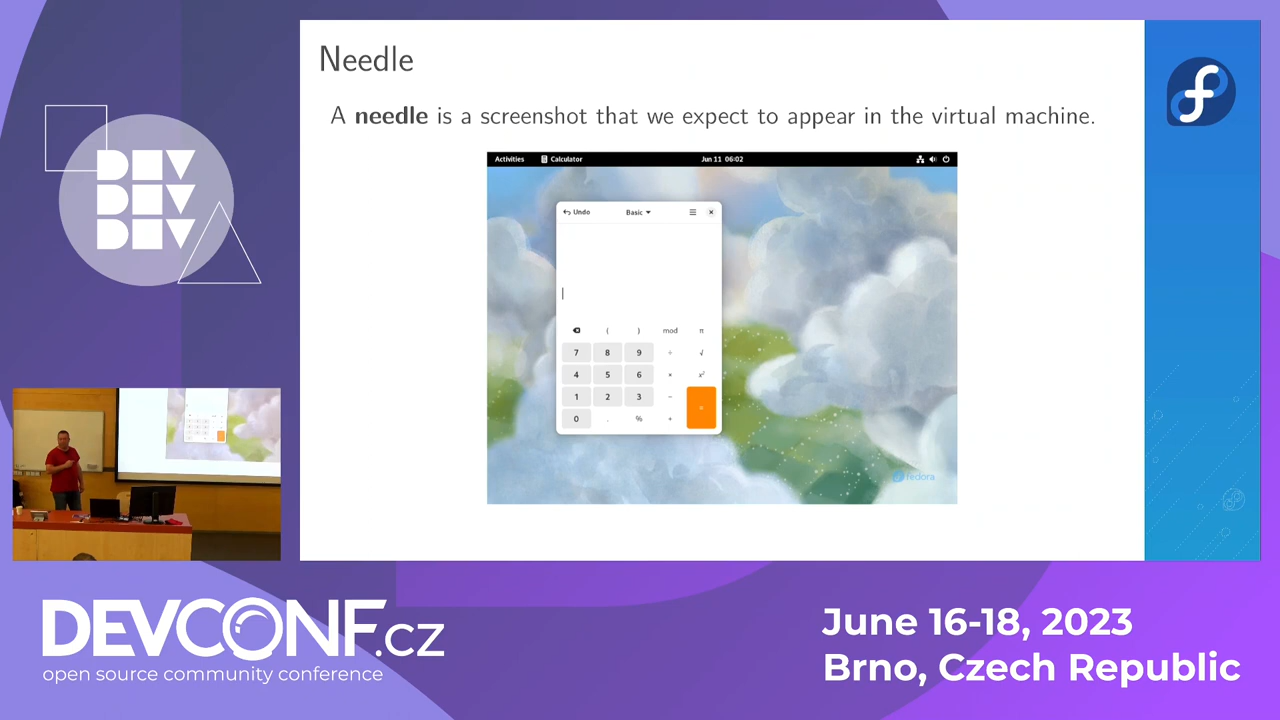 Needle
A needle is a screenshot that we expect to appear in the virtual machine.
Activities Calculator Jun 11 06:02
Undo Basic
( ) mod π
7 8 9 ÷ √
4 5 6 × x²
1 2 3 − =
0 . % +
fedora
DEV
DEV
DEV
DEVCONF.cz
open source community conference
June 16-18, 2023
Brno, Czech Republic